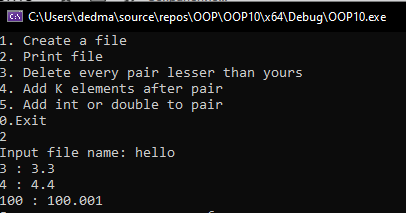 C:\Users\dedma\source\repos\OOP\OOP10\x64\Debug\OOP10.exe
1. Create a file
2. Print file
3. Delete every pair lesser than yours
4. Add K elements after pair
5. Add int or double to pair
0.Exit
2
Input file name: hello
3 : 3.3
4 : 4.4
100 : 100.001